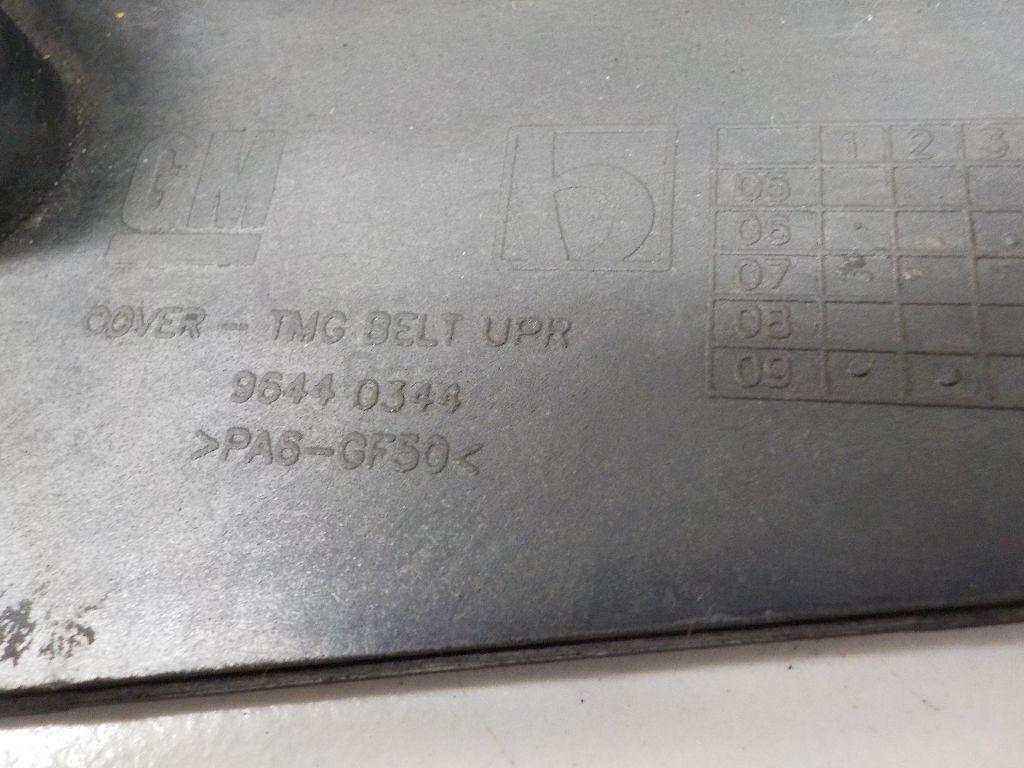 GM
1 2 3
05
06
07
08
09
COVER - TMG BELT UPR
9644 0344
>PA6-GF30<